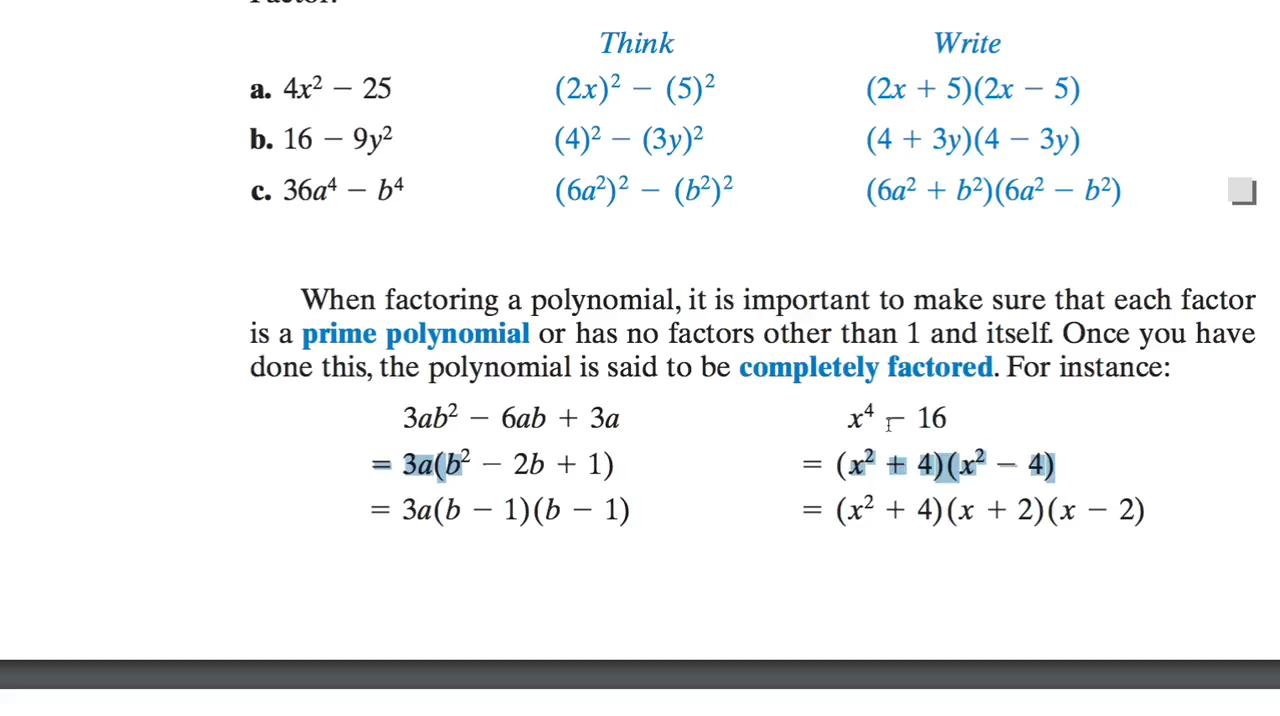 Factor.
Think Write
a. 4x² − 25 (2x)² − (5)² (2x + 5)(2x − 5)
b. 16 − 9y² (4)² − (3y)² (4 + 3y)(4 − 3y)
c. 36a⁴ − b⁴ (6a²)² − (b²)² (6a² + b²)(6a² − b²)
When factoring a polynomial, it is important to make sure that each factor
is a prime polynomial or has no factors other than 1 and itself. Once you have
done this, the polynomial is said to be completely factored. For instance:
3ab² − 6ab + 3a x⁴ − 16
= 3a(b² − 2b + 1) = (x² + 4)(x² − 4)
= 3a(b − 1)(b − 1) = (x² + 4)(x + 2)(x − 2)